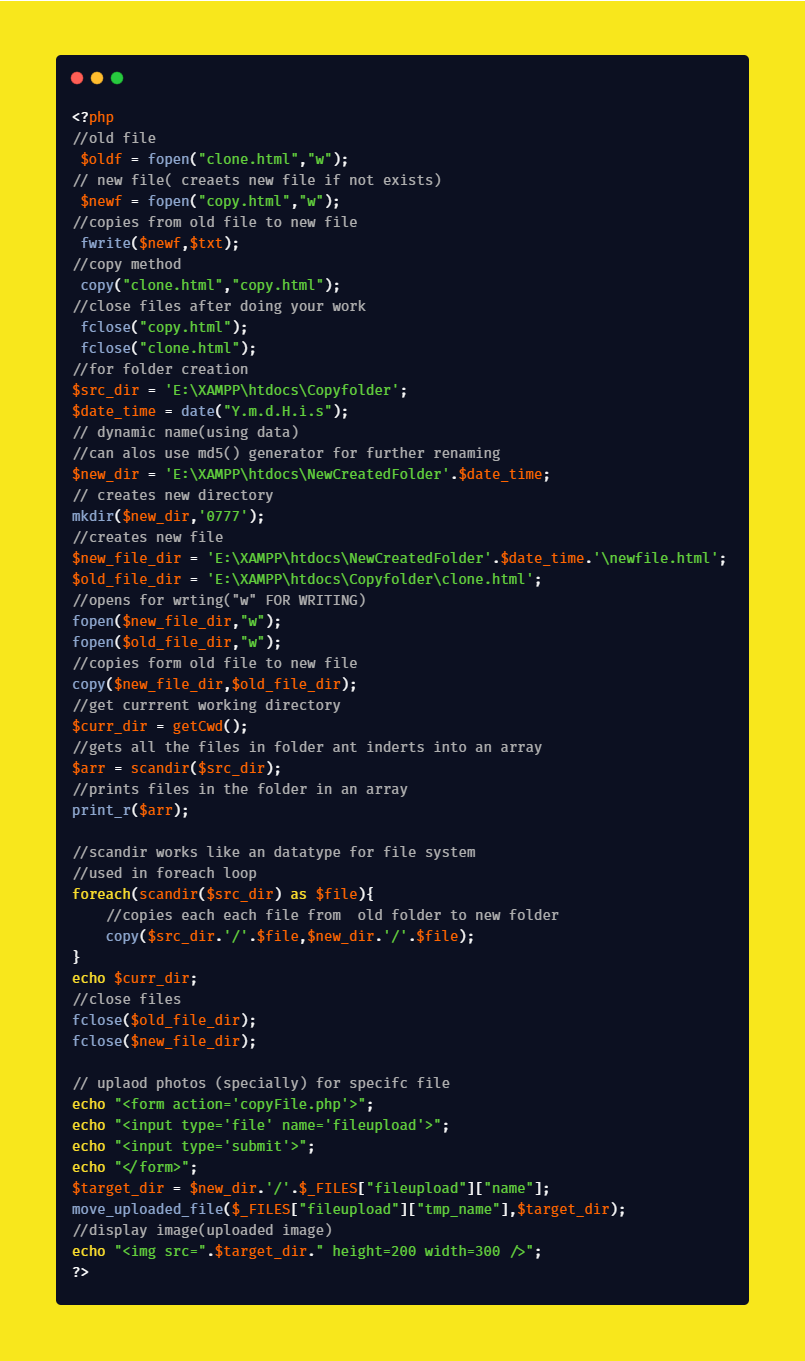 <?php
//old file
 $oldf = fopen("clone.html","w");
// new file( creaets new file if not exists)
 $newf = fopen("copy.html","w");
//copies from old file to new file
 fwrite($newf,$txt);
//copy method
 copy("clone.html","copy.html");
//close files after doing your work
 fclose("copy.html");
 fclose("clone.html");
//for folder creation
$src_dir = 'E:\XAMPP\htdocs\Copyfolder';
$date_time = date("Y.m.d.H.i.s");
// dynamic name(using data)
//can alos use md5() generator for further renaming
$new_dir = 'E:\XAMPP\htdocs\NewCreatedFolder'.$date_time;
// creates new directory
mkdir($new_dir,'0777');
//creates new file
$new_file_dir = 'E:\XAMPP\htdocs\NewCreatedFolder'.$date_time.'\newfile.html';
$old_file_dir = 'E:\XAMPP\htdocs\Copyfolder\clone.html';
//opens for wrting("w" FOR WRITING)
fopen($new_file_dir,"w");
fopen($old_file_dir,"w");
//copies form old file to new file
copy($new_file_dir,$old_file_dir);
//get currrent working directory
$curr_dir = getCwd();
//gets all the files in folder ant inderts into an array
$arr = scandir($src_dir);
//prints files in the folder in an array
print_r($arr);

//scandir works like an datatype for file system
//used in foreach loop
foreach(scandir($src_dir) as $file){
    //copies each each file from  old folder to new folder
    copy($src_dir.'/'.$file,$new_dir.'/'.$file);
}
echo $curr_dir;
//close files
fclose($old_file_dir);
fclose($new_file_dir);

// uplaod photos (specially) for specifc file
echo "<form action='copyFile.php'>";
echo "<input type='file' name='fileupload'>";
echo "<input type='submit'>";
echo "</form>";
$target_dir = $new_dir.'/'.$_FILES["fileupload"]["name"];
move_uploaded_file($_FILES["fileupload"]["tmp_name"],$target_dir);
//display image(uploaded image)
echo "<img src=".$target_dir." height=200 width=300 />";
?>